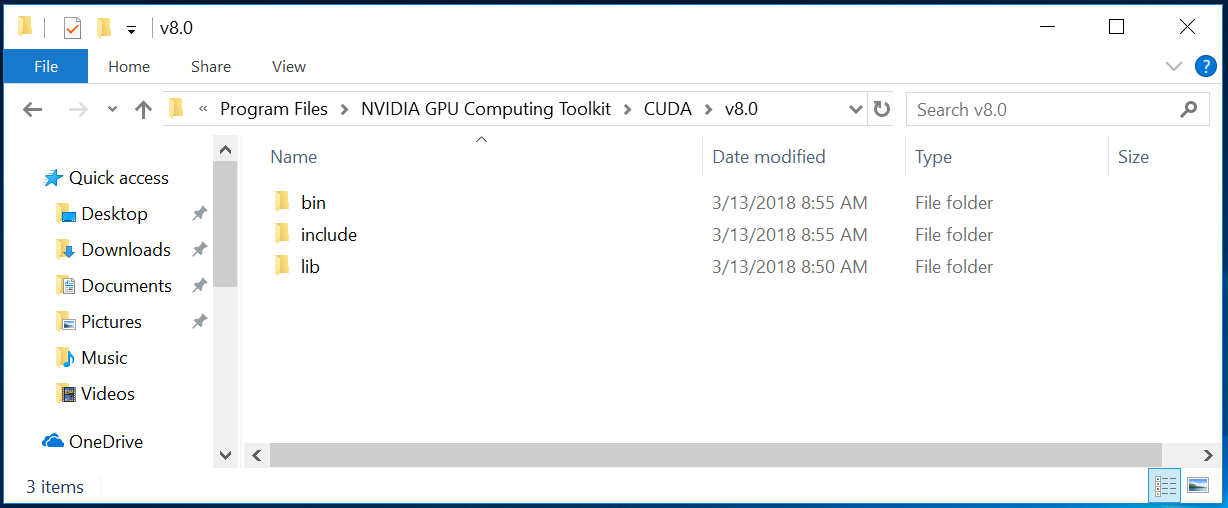 v8.0
File Home Share View
« Program Files NVIDIA GPU Computing Toolkit CUDA v8.0 Search v8.0
Name Date modified Type Size
Quick access
Desktop
Downloads
Documents
Pictures
Music
Videos
OneDrive
bin 3/13/2018 8:55 AM File folder
include 3/13/2018 8:55 AM File folder
lib 3/13/2018 8:50 AM File folder
3 items